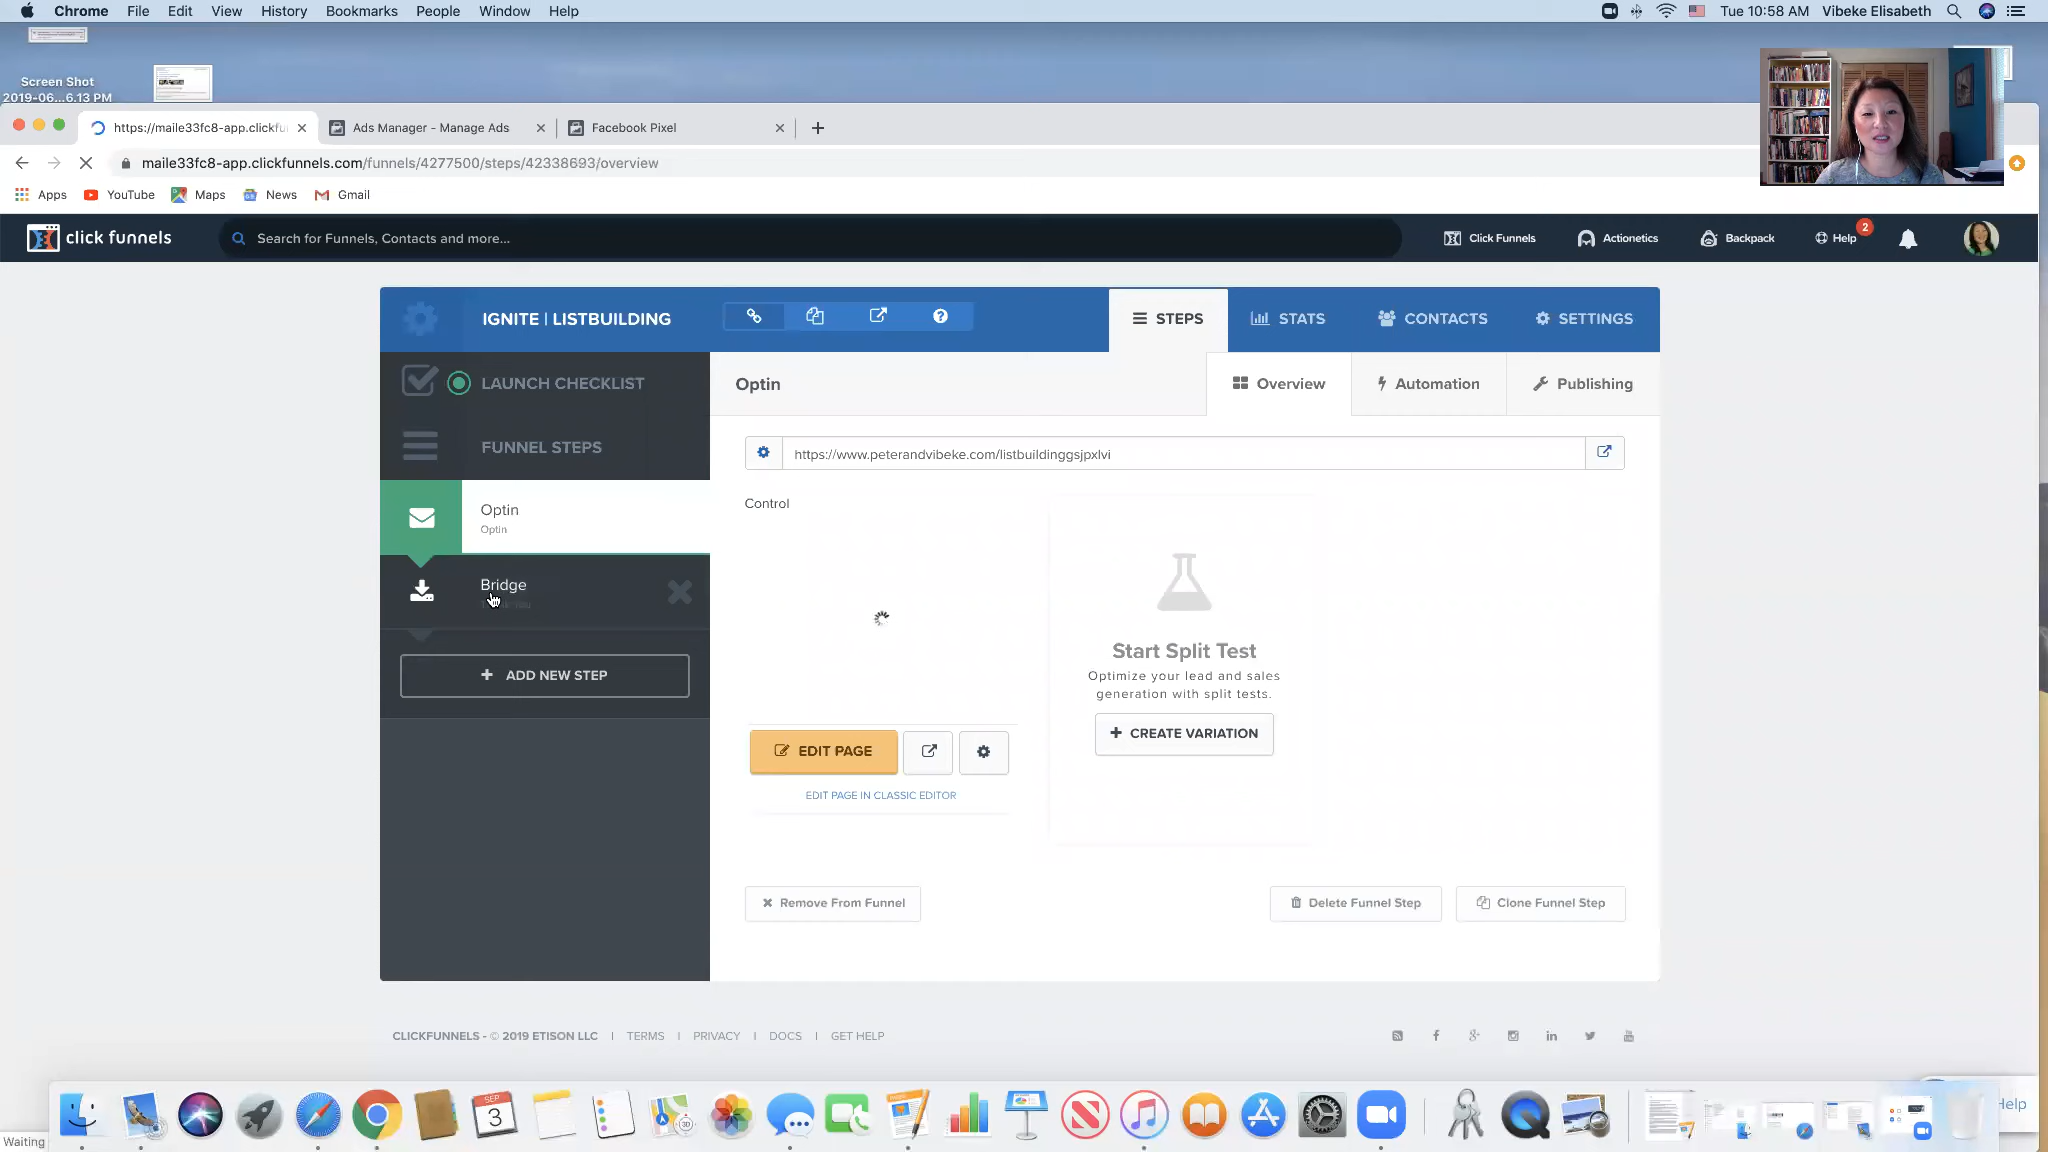 Chrome File Edit View History Bookmarks People Window Help
Tue 10:58 AM Vibeke Elisabeth
Screen Shot
2019-06...6.13 PM
https://maile33fc8-app.clickfu
Ads Manager - Manage Ads
Facebook Pixel
maile33fc8-app.clickfunnels.com/funnels/4277500/steps/42338693/overview
Apps YouTube Maps News Gmail
click funnels
Search for Funnels, Contacts and more...
Click Funnels
Actionetics
Backpack
Help
2
IGNITE | LISTBUILDING
STEPS
STATS
CONTACTS
SETTINGS
LAUNCH CHECKLIST
Optin
Overview
Automation
Publishing
FUNNEL STEPS
https://www.peterandvibeke.com/listbuildinggsjpxlvi
Optin
Optin
Control
Bridge
ADD NEW STEP
Start Split Test
Optimize your lead and sales
generation with split tests.
CREATE VARIATION
EDIT PAGE
EDIT PAGE IN CLASSIC EDITOR
Remove From Funnel
Delete Funnel Step
Clone Funnel Step
CLICKFUNNELS - © 2019 ETISON LLC | TERMS | PRIVACY | DOCS | GET HELP
SEP
3
3D
Help
Waiting